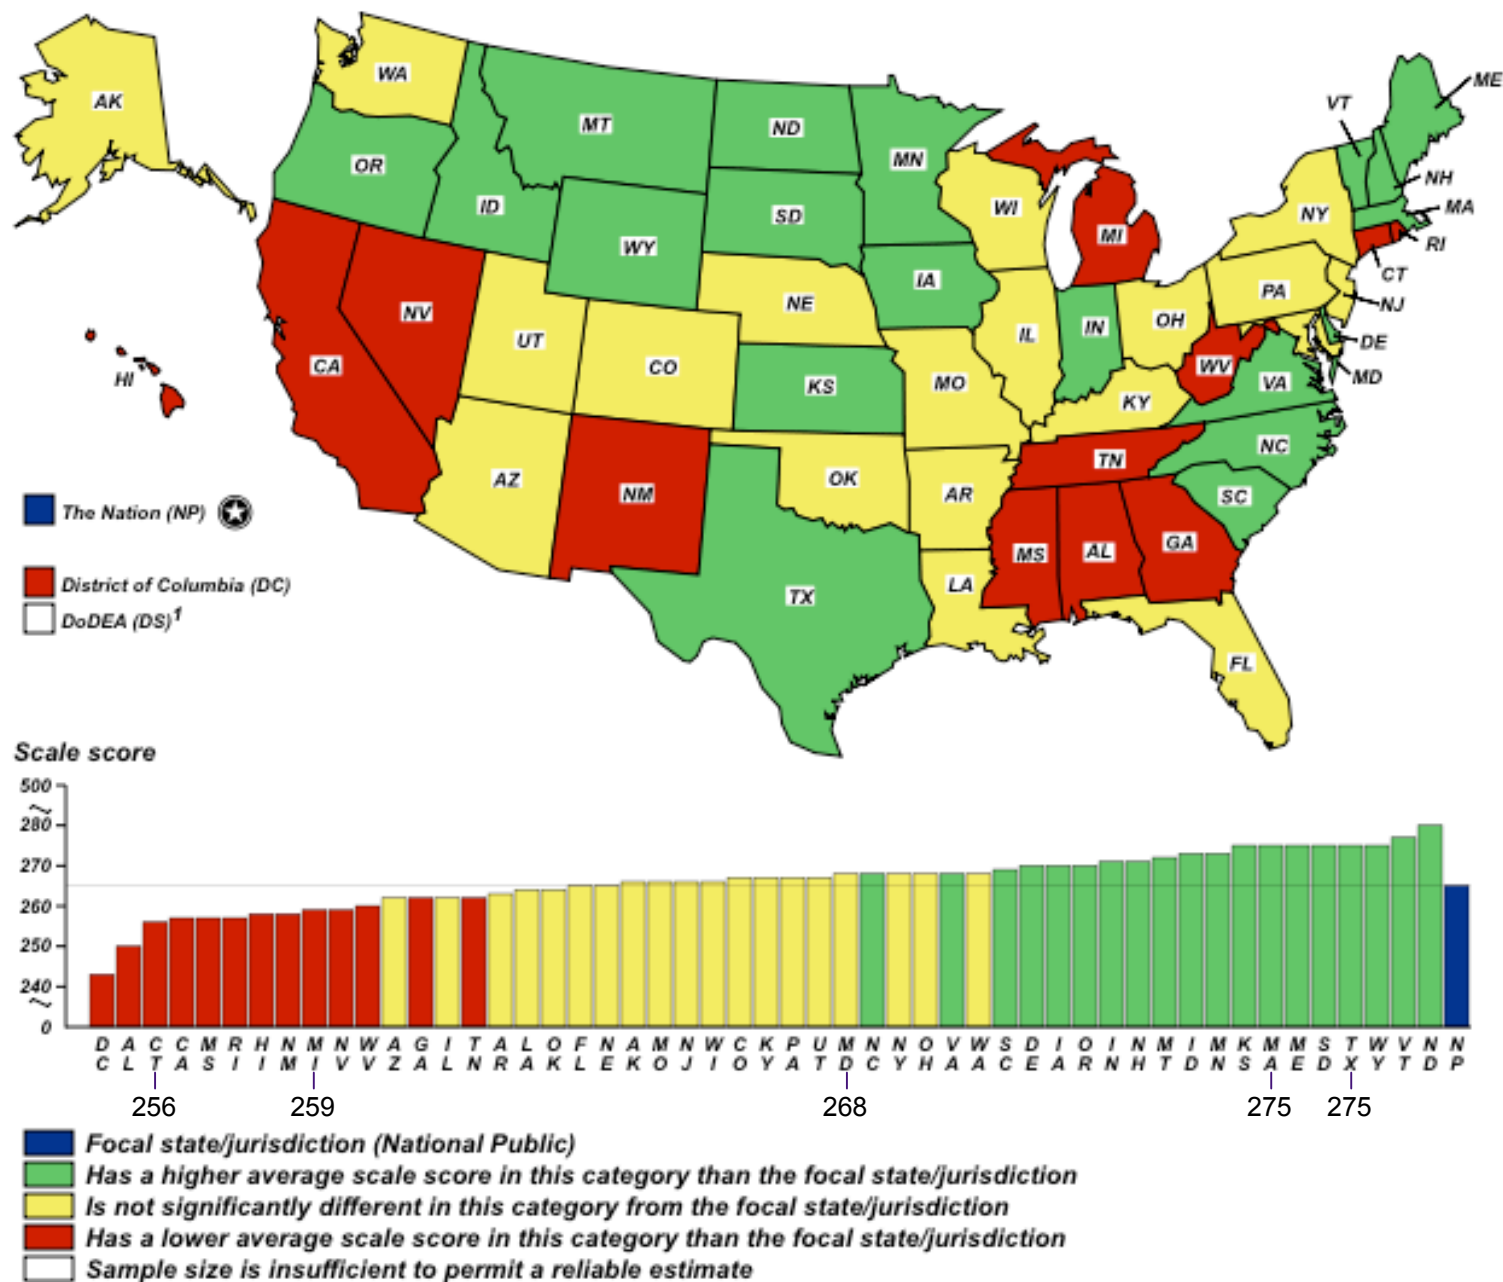 AK
WA
MT
ND
MN
ME
VT
OR
ID
SD
WI
NH
WY
MI
NY
MA
RI
IA
CT
NE
PA
NJ
NV
UT
IL
IN
OH
DE
HI
CA
CO
KS
MO
WV
VA
MD
KY
NC
AZ
NM
OK
AR
TN
SC
The Nation (NP)
MS
AL
GA
District of Columbia (DC)
TX
LA
DoDEA (DS)¹
FL
Scale score
500
280
270
260
250
240
0
D A C C M R H N M N W A G I T A L O F N A M N W C K P U M N N O V W S D I O I N M I M K M M S T W V N N
C L T A S I I M I V V Z A L N R A K L E K O J I O Y A T D C Y H A A C E A R N H T D N S A E D X Y T D P
256 259 268 275 275
Focal state/jurisdiction (National Public)
Has a higher average scale score in this category than the focal state/jurisdiction
Is not significantly different in this category from the focal state/jurisdiction
Has a lower average scale score in this category than the focal state/jurisdiction
Sample size is insufficient to permit a reliable estimate